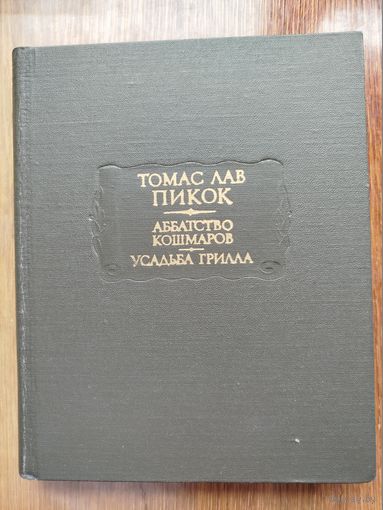 ТОМАС ЛАВ
ПИКОК
АББАТСТВО
КОШМАРОВ
УСАДЬБА ГРИЛЛА